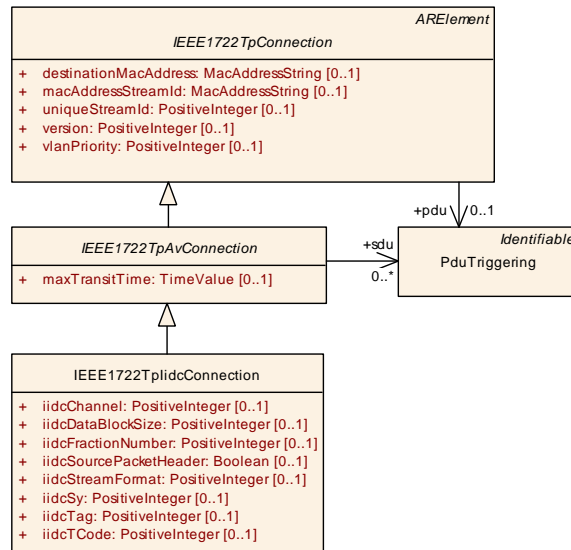 ARElement
IEEE1722TpConnection
+ destinationMacAddress: MacAddressString [0..1]
+ macAddressStreamId: MacAddressString [0..1]
+ uniqueStreamId: PositiveInteger [0..1]
+ version: PositiveInteger [0..1]
+ vlanPriority: PositiveInteger [0..1]
+pdu 0..1
IEEE1722TpAvConnection
+ maxTransitTime: TimeValue [0..1]
+sdu
0..*
Identifiable
PduTriggering
IEEE1722TpIidcConnection
+ iidcChannel: PositiveInteger [0..1]
+ iidcDataBlockSize: PositiveInteger [0..1]
+ iidcFractionNumber: PositiveInteger [0..1]
+ iidcSourcePacketHeader: Boolean [0..1]
+ iidcStreamFormat: PositiveInteger [0..1]
+ iidcSy: PositiveInteger [0..1]
+ iidcTag: PositiveInteger [0..1]
+ iidcTCode: PositiveInteger [0..1]